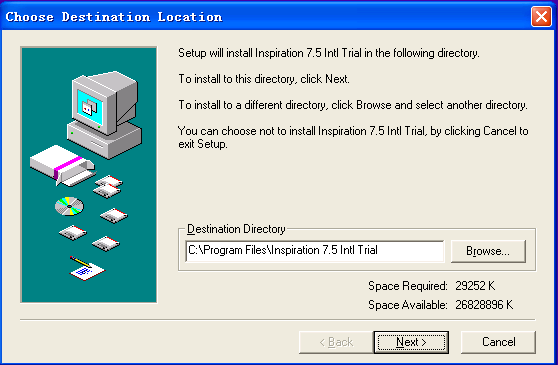 Choose Destination Location
Setup will install Inspiration 7.5 Intl Trial in the following directory.
To install to this directory, click Next.
To install to a different directory, click Browse and select another directory.
You can choose not to install Inspiration 7.5 Intl Trial, by clicking Cancel to
exit Setup.
Destination Directory
C:\Program Files\Inspiration 7.5 Intl Trial
Browse...
Space Required: 29252 K
Space Available: 26828896 K
< Back
Next >
Cancel